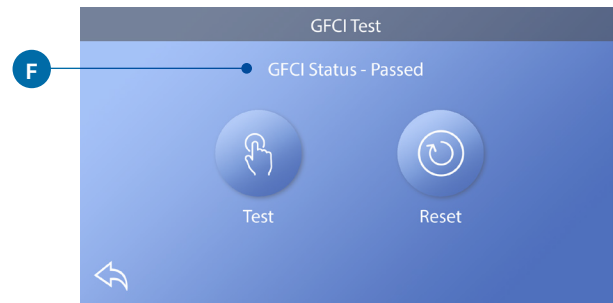 GFCI Test
F
GFCI Status - Passed
Test
Reset